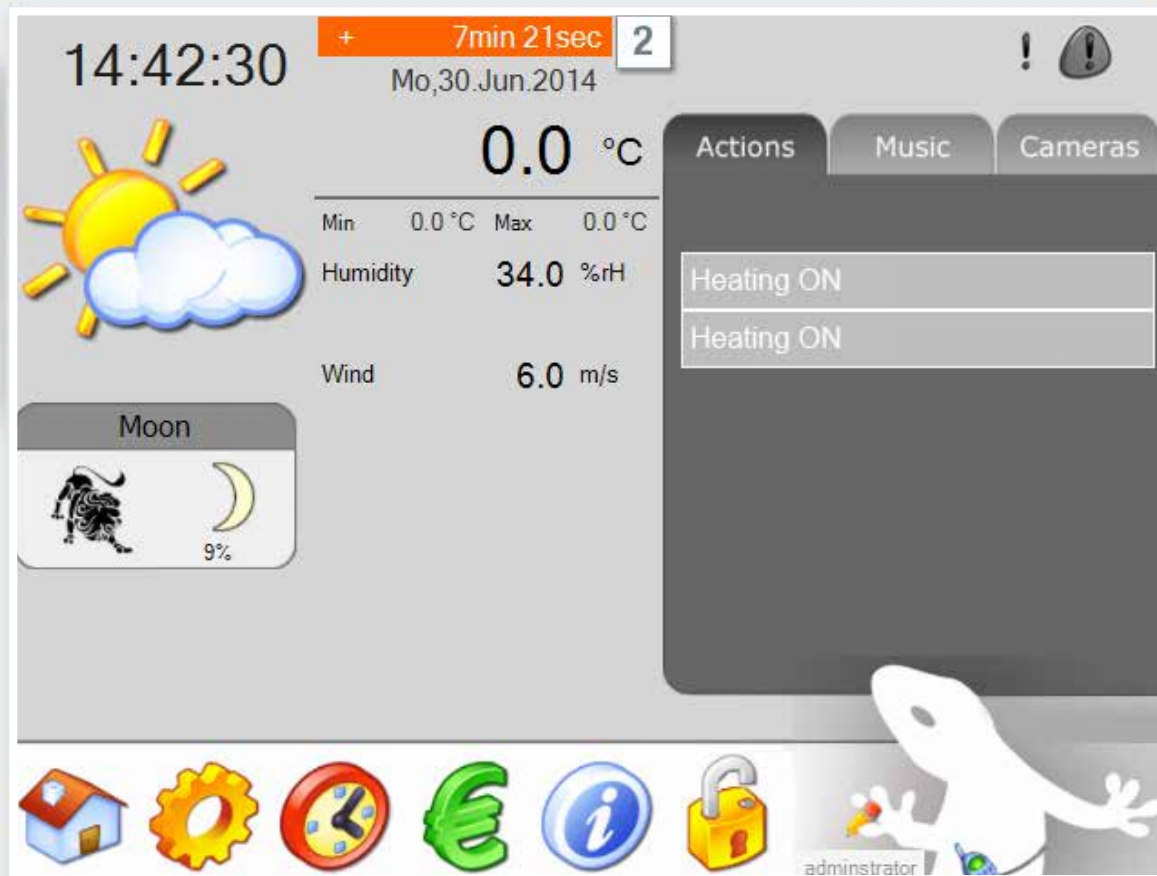 14:42:30
+ 7min 21sec 2
Mo,30.Jun.2014
! !
0.0 °C
Min 0.0 °C Max 0.0 °C
Humidity 34.0 %rH
Wind 6.0 m/s
Moon
9%
Actions Music Cameras
Heating ON
Heating ON
€ i
adminstrator